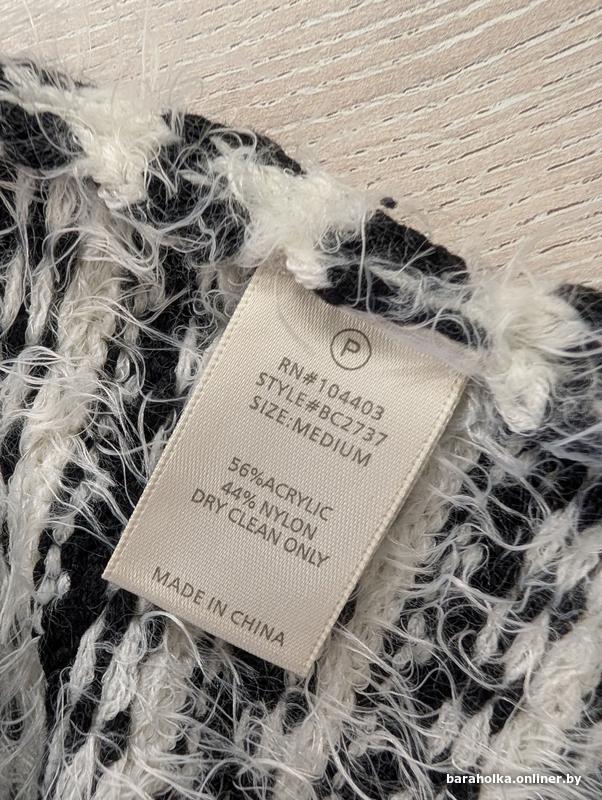 P
RN#104403
STYLE#BC2737
SIZE:MEDIUM
56%ACRYLIC
44% NYLON
DRY CLEAN ONLY
MADE IN CHINA
baraholka.onliner.by